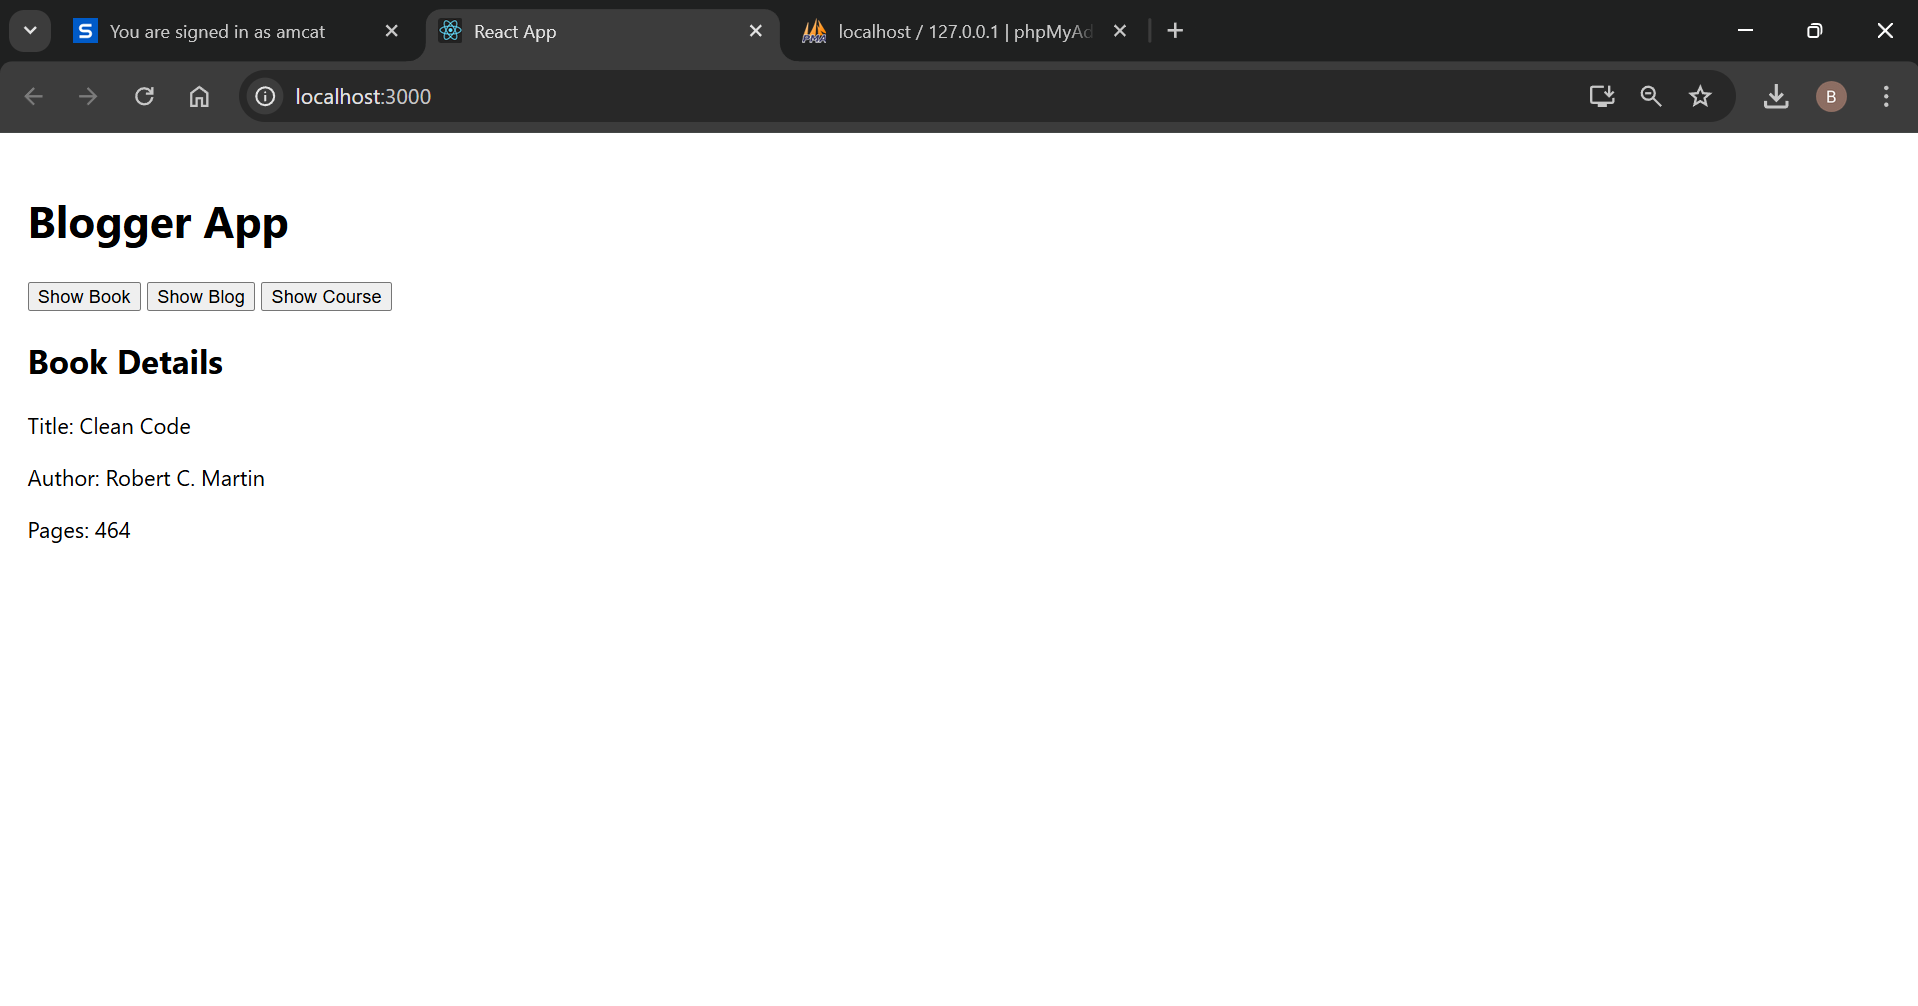 You are signed in as amcat
React App
localhost / 127.0.0.1 | phpMyAd
localhost:3000
B
Blogger App
Show Book Show Blog Show Course
Book Details
Title: Clean Code
Author: Robert C. Martin
Pages: 464